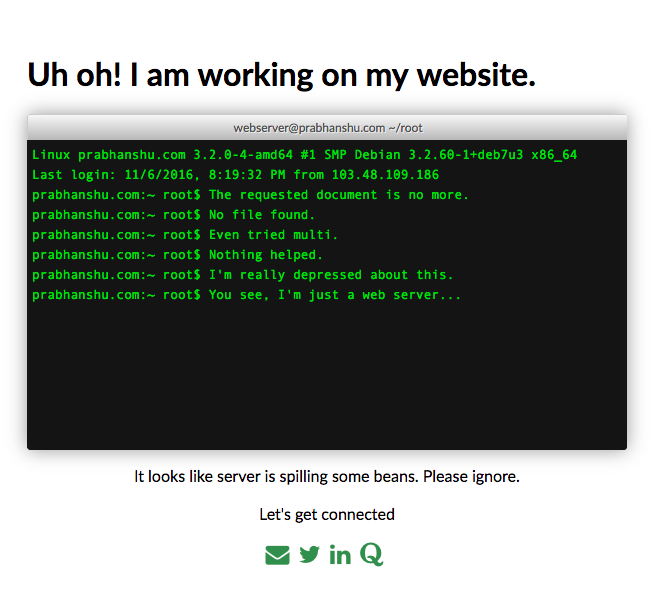 Uh oh! I am working on my website.
webserver@prabhanshu.com ~/root
Linux prabhanshu.com 3.2.0-4-amd64 #1 SMP Debian 3.2.60-1+deb7u3 x86_64
Last login: 11/6/2016, 8:19:32 PM from 103.48.109.186
prabhanshu.com:~ root$ The requested document is no more.
prabhanshu.com:~ root$ No file found.
prabhanshu.com:~ root$ Even tried multi.
prabhanshu.com:~ root$ Nothing helped.
prabhanshu.com:~ root$ I'm really depressed about this.
prabhanshu.com:~ root$ You see, I'm just a web server...
It looks like server is spilling some beans. Please ignore.
Let's get connected